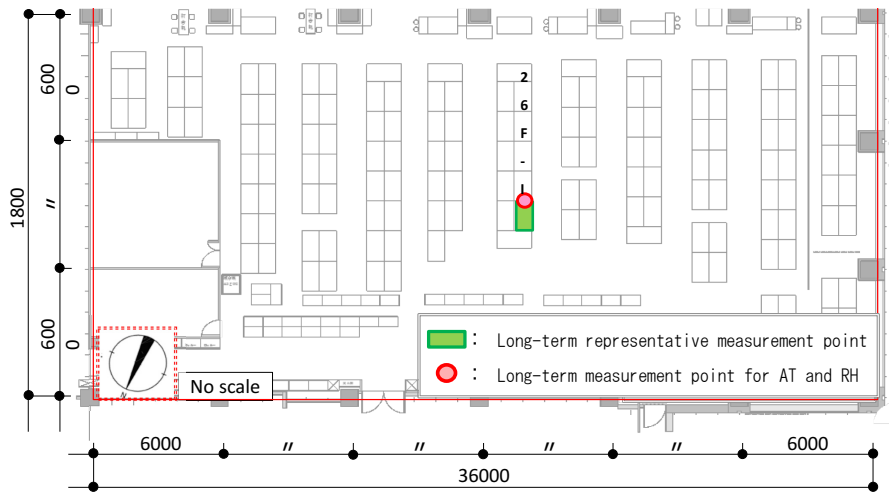 600
0
1800
〃
600
0
2
6
F
-
I
N
No scale
: Long-term representative measurement point
: Long-term measurement point for AT and RH
6000
〃
〃
〃
〃
6000
36000